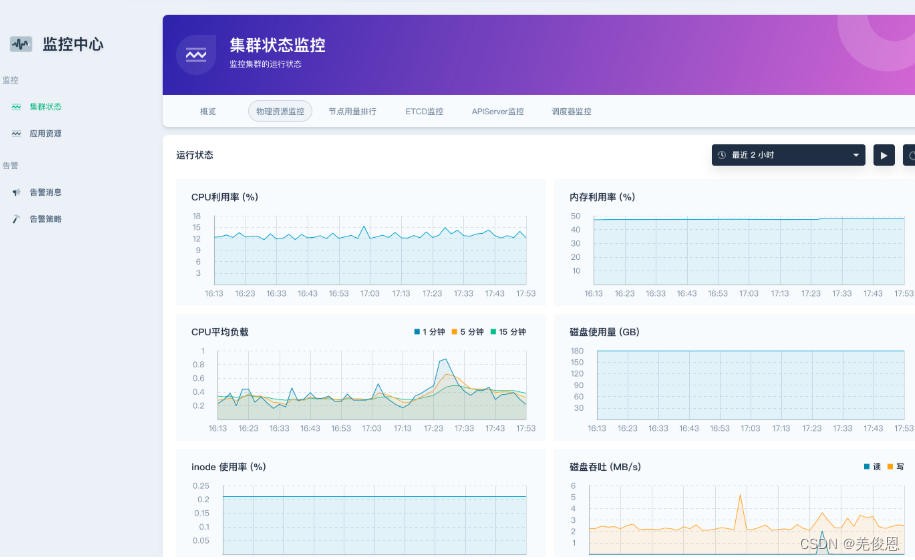 监控中心
监控
集群状态
应用资源
告警
告警消息
告警策略
集群状态监控
监控集群的运行状态
概览 物理资源监控 节点用量排行 ETCD监控 APIServer监控 调度器监控
运行状态
最近 2 小时
CPU利用率 (%)
18
15
12
9
6
3
16:13 16:23 16:33 16:43 16:53 17:03 17:13 17:23 17:33 17:43 17:53
内存利用率 (%)
50
40
30
20
10
16:13 16:23 16:33 16:43 16:53 17:03 17:13 17:23 17:33 17:43 17:53
CPU平均负载
1 分钟 5 分钟 15 分钟
1
0.8
0.6
0.4
0.2
16:13 16:23 16:33 16:43 16:53 17:03 17:13 17:23 17:33 17:43 17:53
磁盘使用量 (GB)
180
150
120
90
60
30
16:13 16:23 16:33 16:43 16:53 17:03 17:13 17:23 17:33 17:43 17:53
inode 使用率 (%)
0.25
0.2
0.15
0.1
0.05
磁盘吞吐 (MB/s)
读 写
6
5
4
3
2
1
CSDN @羌俊恩